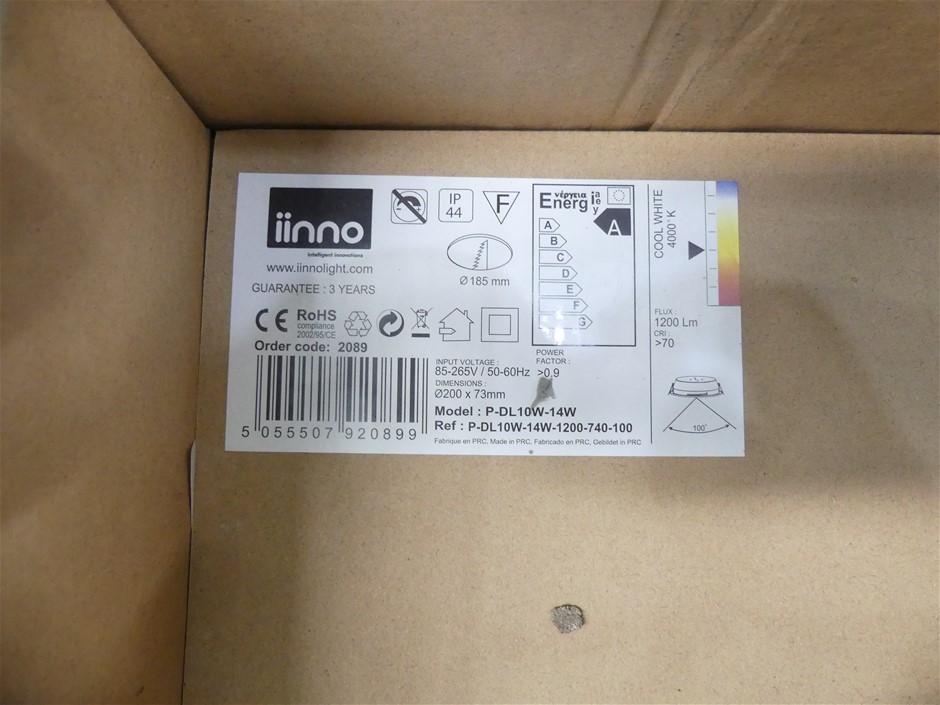 iinno
intelligent innovations
www.iinnolight.com
GUARANTEE : 3 YEARS
IP
44
F
Ø 185 mm
CE
RoHS
compliance
2002/95/CE
Order code: 2089
5 055507 920899
ενέργεια
Energ
i
a
e
y
A
A
B
C
D
E
F
G
INPUT VOLTAGE :
85-265V / 50-60Hz
DIMENSIONS :
Ø200 x 73mm
POWER
FACTOR :
>0,9
Model : P-DL10W-14W
Ref : P-DL10W-14W-1200-740-100
Fabrique en PRC, Made in PRC, Fabricado en PRC, Gebildet in PRC
COOL WHITE
4000°K
FLUX :
1200 Lm
CRI :
>70
100°